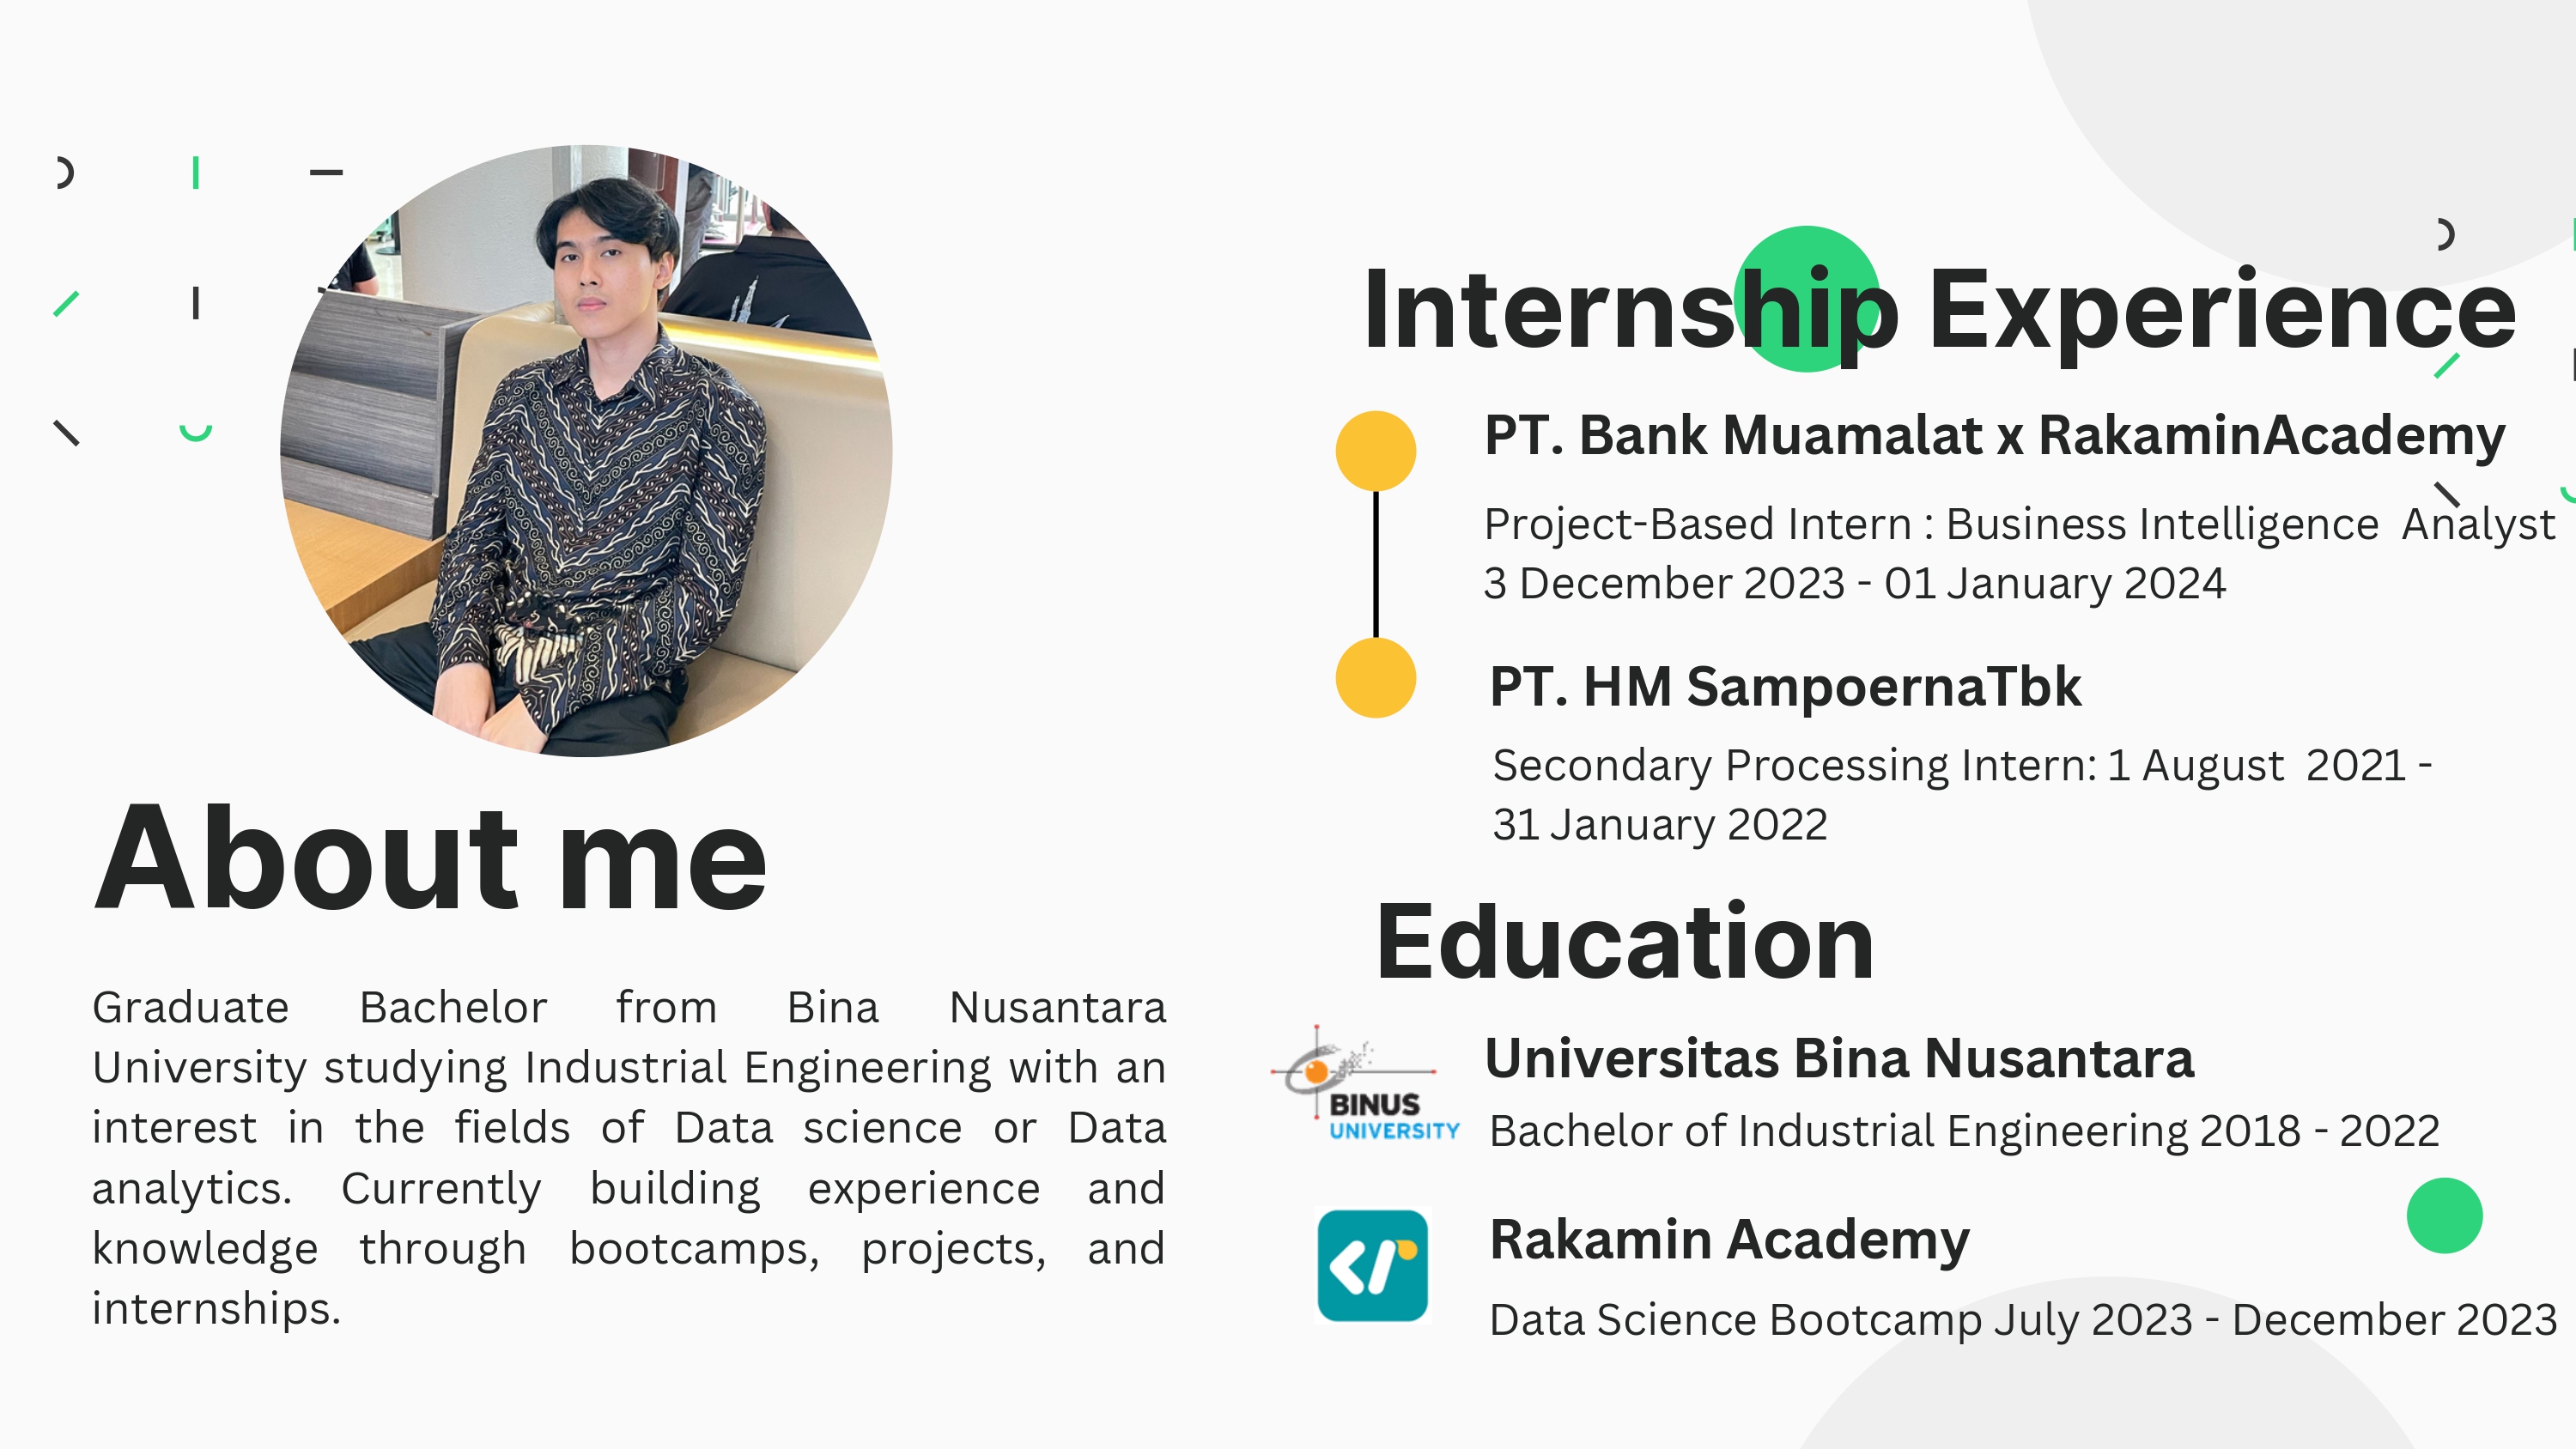 About me
Graduate Bachelor from Bina Nusantara
University studying Industrial Engineering with an
interest in the fields of Data science or Data
analytics. Currently building experience and
knowledge through bootcamps, projects, and
internships.
Internship Experience
PT. Bank Muamalat x RakaminAcademy
Project-Based Intern : Business Intelligence  Analyst
3 December 2023 - 01 January 2024
PT. HM SampoernaTbk
Secondary Processing Intern: 1 August  2021 -
31 January 2022
Education
BINUS
UNIVERSITY
Universitas Bina Nusantara
Bachelor of Industrial Engineering 2018 - 2022
Rakamin Academy
Data Science Bootcamp July 2023 - December 2023